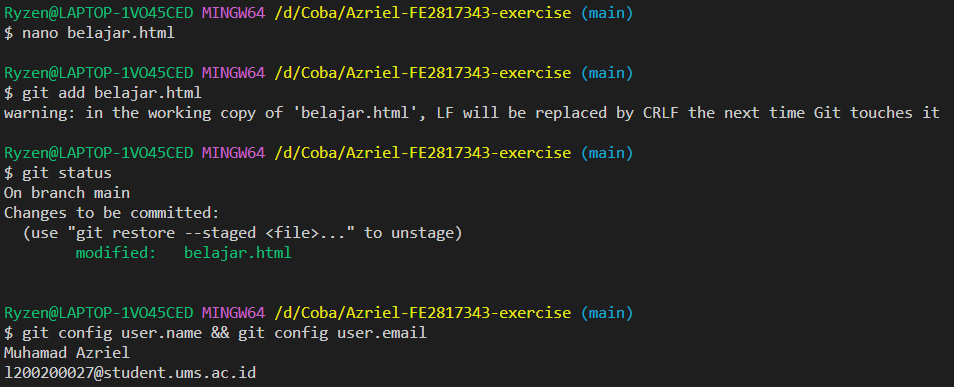 Ryzen@LAPTOP-1VO45CED MINGW64 /d/Coba/Azriel-FE2817343-exercise (main)
$ nano belajar.html
Ryzen@LAPTOP-1VO45CED MINGW64 /d/Coba/Azriel-FE2817343-exercise (main)
$ git add belajar.html
warning: in the working copy of 'belajar.html', LF will be replaced by CRLF the next time Git touches it
Ryzen@LAPTOP-1VO45CED MINGW64 /d/Coba/Azriel-FE2817343-exercise (main)
$ git status
On branch main
Changes to be committed:
  (use "git restore --staged <file>..." to unstage)
        modified:   belajar.html
Ryzen@LAPTOP-1VO45CED MINGW64 /d/Coba/Azriel-FE2817343-exercise (main)
$ git config user.name && git config user.email
Muhamad Azriel
l200200027@student.ums.ac.id